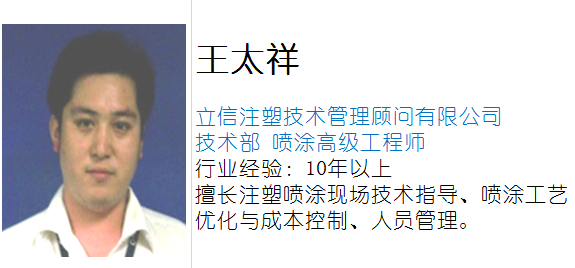 王太祥
立信注塑技术管理顾问有限公司
技术部 喷涂高级工程师
行业经验：10年以上
擅长注塑喷涂现场技术指导、喷涂工艺
优化与成本控制、人员管理。